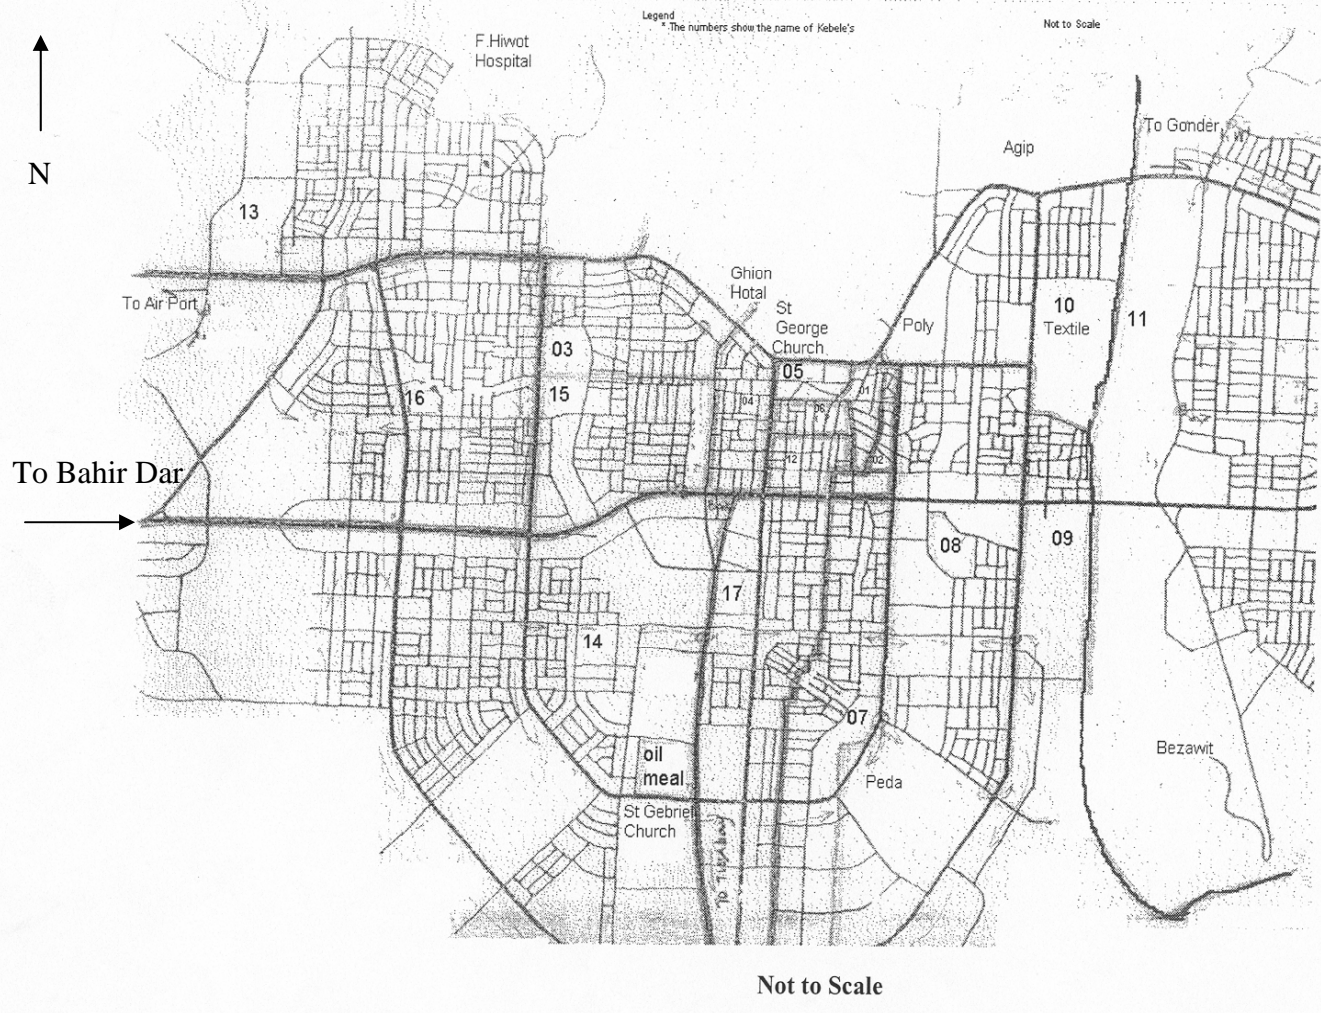 Legend
* The numbers show the name of Kebele's
Not to Scale
F.Hiwot
Hospital
N
To Gonder
Agip
13
Ghion
Hotal
To Air Port
St
George
Church
Poly
10
Textile
11
03
05
16
15
04
01
06
12
02
To Bahir Dar
08
09
17
14
07
oil
meal
Bezawit
Peda
St Gebriel
Church
Not to Scale